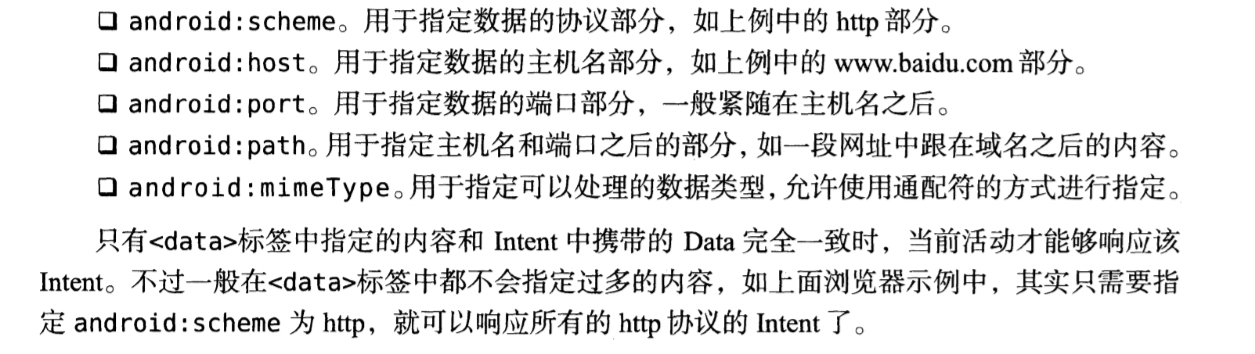 ❑ android:scheme。用于指定数据的协议部分，如上例中的 http 部分。
❑ android:host。用于指定数据的主机名部分，如上例中的 www.baidu.com 部分。
❑ android:port。用于指定数据的端口部分，一般紧随在主机名之后。
❑ android:path。用于指定主机名和端口之后的部分，如一段网址中跟在域名之后的内容。
❑ android:mimeType。用于指定可以处理的数据类型，允许使用通配符的方式进行指定。
只有<data>标签中指定的内容和 Intent 中携带的 Data 完全一致时，当前活动才能够响应该
Intent。不过一般在<data>标签中都不会指定过多的内容，如上面浏览器示例中，其实只需要指
定 android:scheme 为 http，就可以响应所有的 http 协议的 Intent 了。